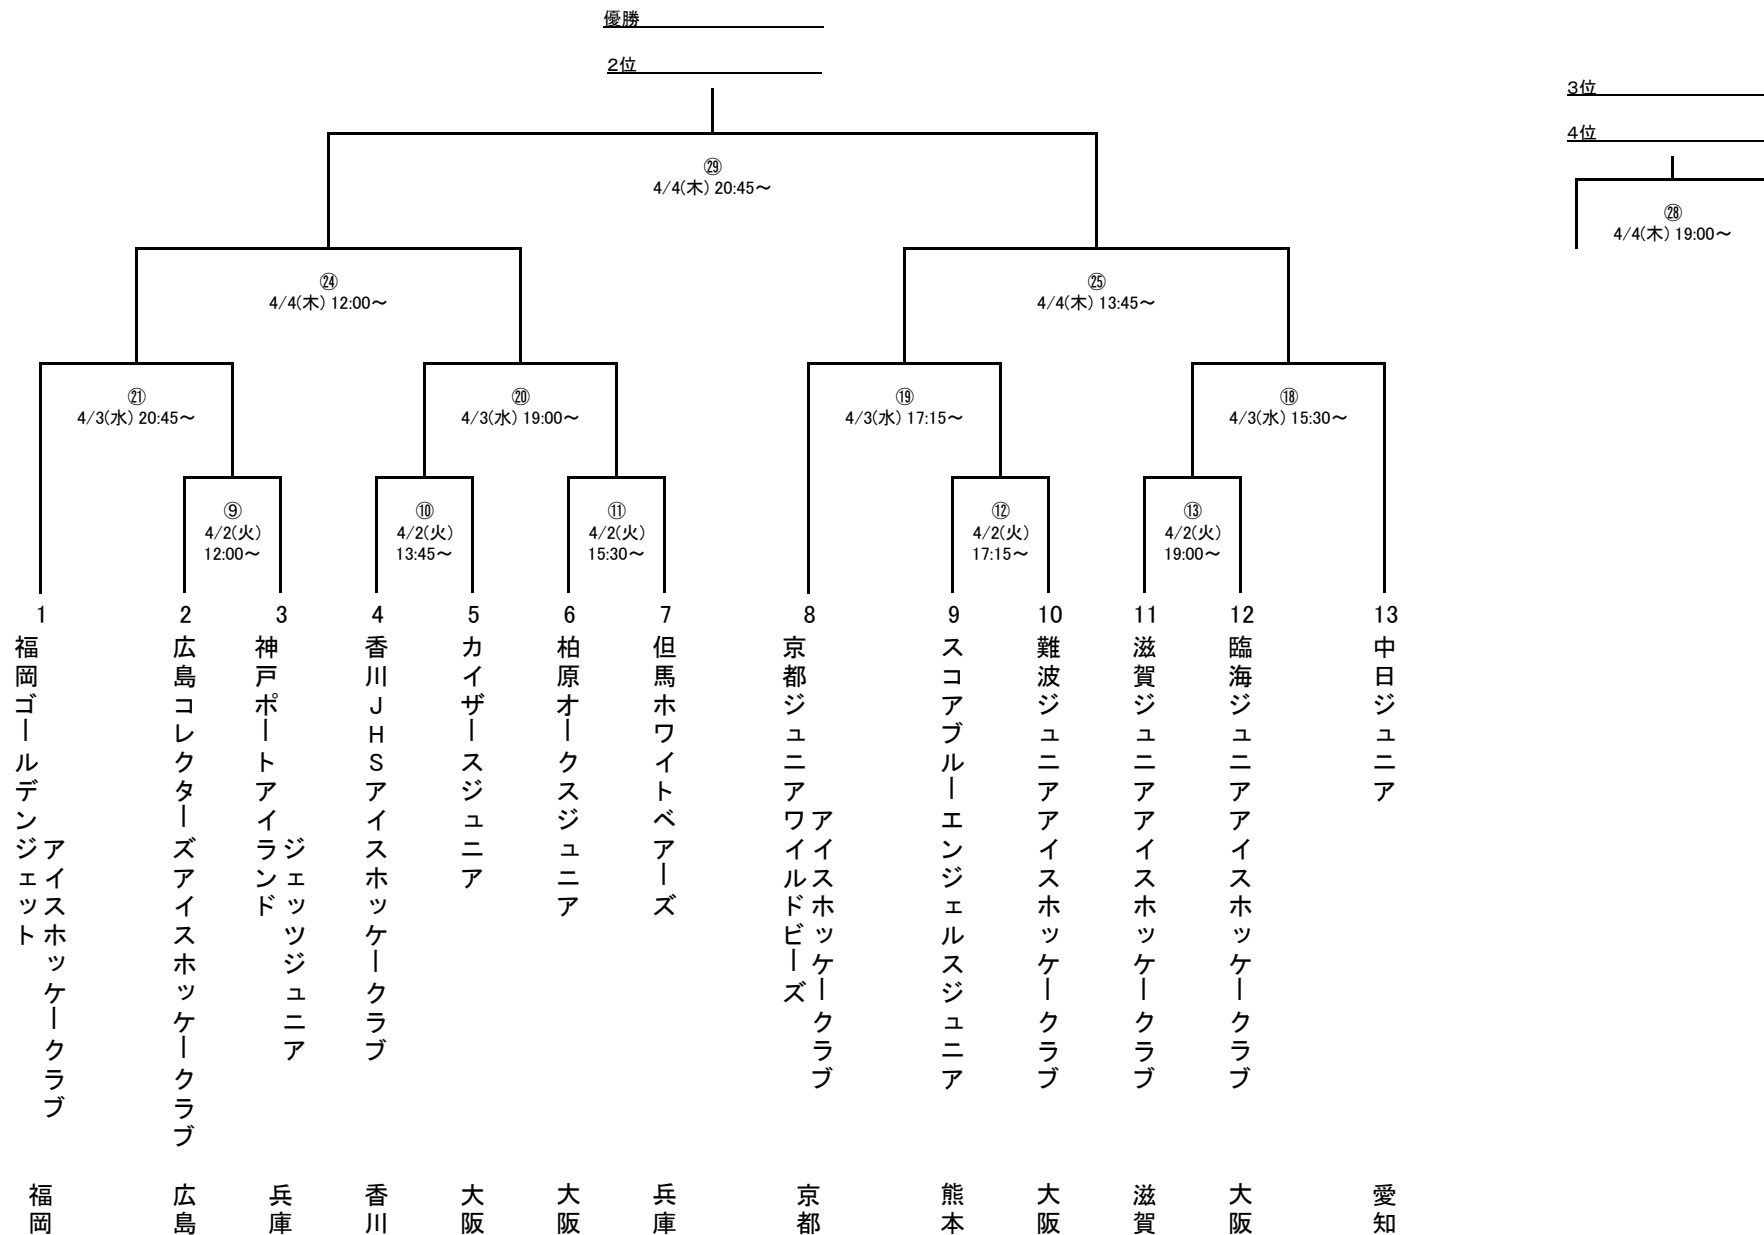 優勝
2位
3位
4位
㉙
4/4(木) 20:45～
㉘
4/4(木) 19:00～
㉔
4/4(木) 12:00～
㉕
4/4(木) 13:45～
㉑
4/3(水) 20:45～
⑳
4/3(水) 19:00～
⑲
4/3(水) 17:15～
⑱
4/3(水) 15:30～
⑨
4/2(火)
12:00～
⑩
4/2(火)
13:45～
⑪
4/2(火)
15:30～
⑫
4/2(火)
17:15～
⑬
4/2(火)
19:00～
1
福岡ゴールデンジェット
アイスホッケークラブ
福岡
2
広島コレクターズアイスホッケークラブ
広島
3
神戸ポートアイランド
ジェッツジュニア
兵庫
4
香川JHSアイスホッケークラブ
香川
5
カイザースジュニア
大阪
6
柏原オークスジュニア
大阪
7
但馬ホワイトベアーズ
兵庫
8
京都ジュニアワイルドビーズ
アイスホッケークラブ
京都
9
スコアブルーエンジェルスジュニア
熊本
10
難波ジュニアアイスホッケークラブ
大阪
11
滋賀ジュニアアイスホッケークラブ
滋賀
12
臨海ジュニアアイスホッケークラブ
大阪
13
中日ジュニア
愛知